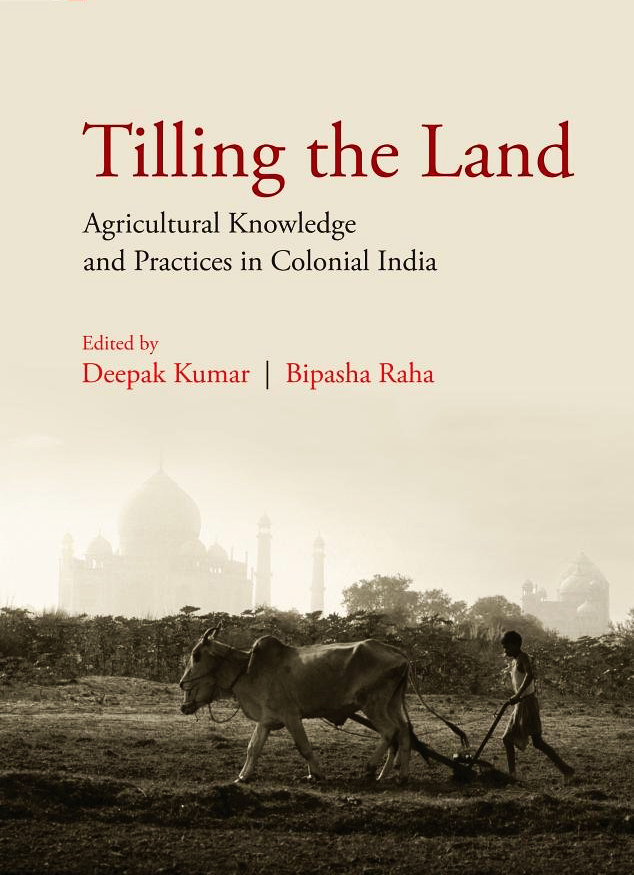 Tilling the Land
Agricultural Knowledge
and Practices in Colonial India
Edited by
Deepak Kumar | Bipasha Raha